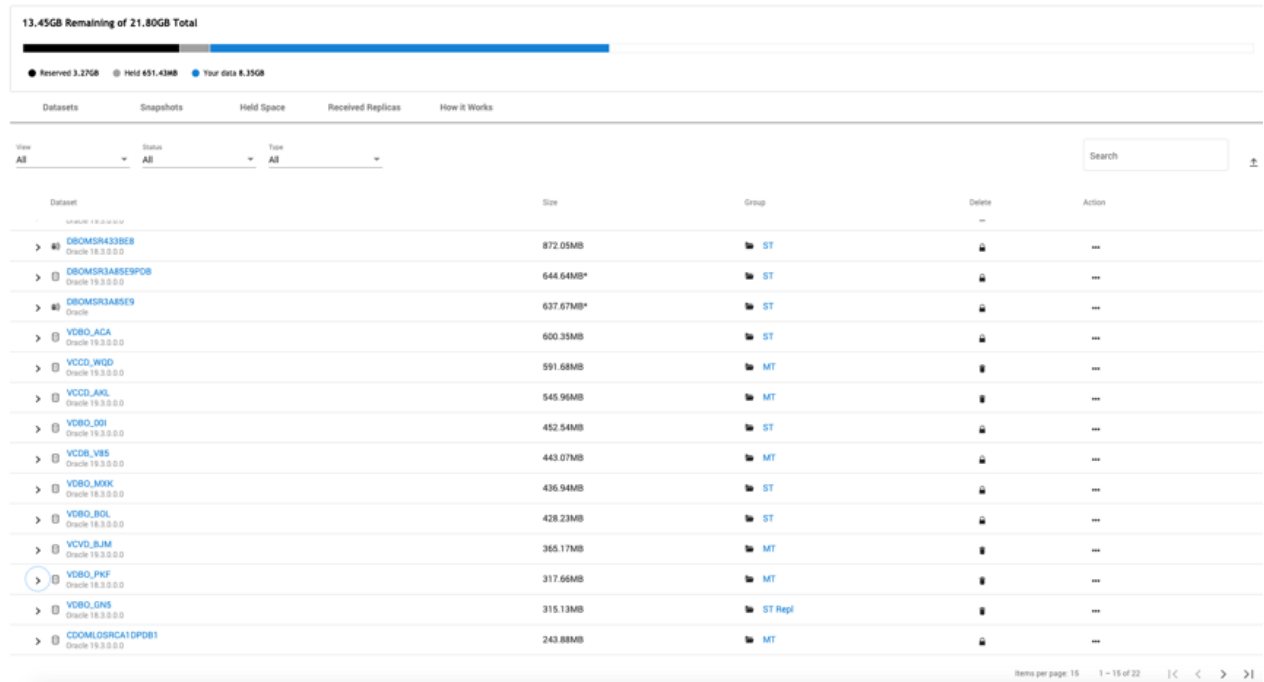 13.45GB Remaining of 21.80GB Total
Reserved 3.27GB Held 651.43MB Your data 8.35GB
Datasets Snapshots Held Space Received Replicas How it Works
View Status Type
All All All
Search
Dataset Size Group Delete Action
Oracle 19.3.0.0.0
DBOMSR433BE8 872.05MB ST
Oracle 18.3.0.0.0
DBOMSR3A85E9PDB 644.64MB* ST
Oracle 19.3.0.0.0
DBOMSR3A85E9 637.67MB* ST
Oracle
VDBO_ACA 600.35MB ST
Oracle 19.3.0.0.0
VCCD_WQD 591.68MB MT
Oracle 19.3.0.0.0
VCCD_AKL 545.96MB MT
Oracle 19.3.0.0.0
VDBO_00I 452.54MB ST
Oracle 19.3.0.0.0
VCDB_V85 443.07MB MT
Oracle 19.3.0.0.0
VDBO_MXK 436.94MB ST
Oracle 18.3.0.0.0
VDBO_BOL 428.23MB ST
Oracle 19.3.0.0.0
VCVD_BJM 365.17MB MT
Oracle 19.3.0.0.0
VDBO_PKF 317.66MB MT
Oracle 18.3.0.0.0
VDBO_GN5 315.13MB ST Repl
Oracle 18.3.0.0.0
CDOMLOSRCA1DPDB1 243.88MB MT
Oracle 19.3.0.0.0
Items per page: 15 1 – 15 of 22